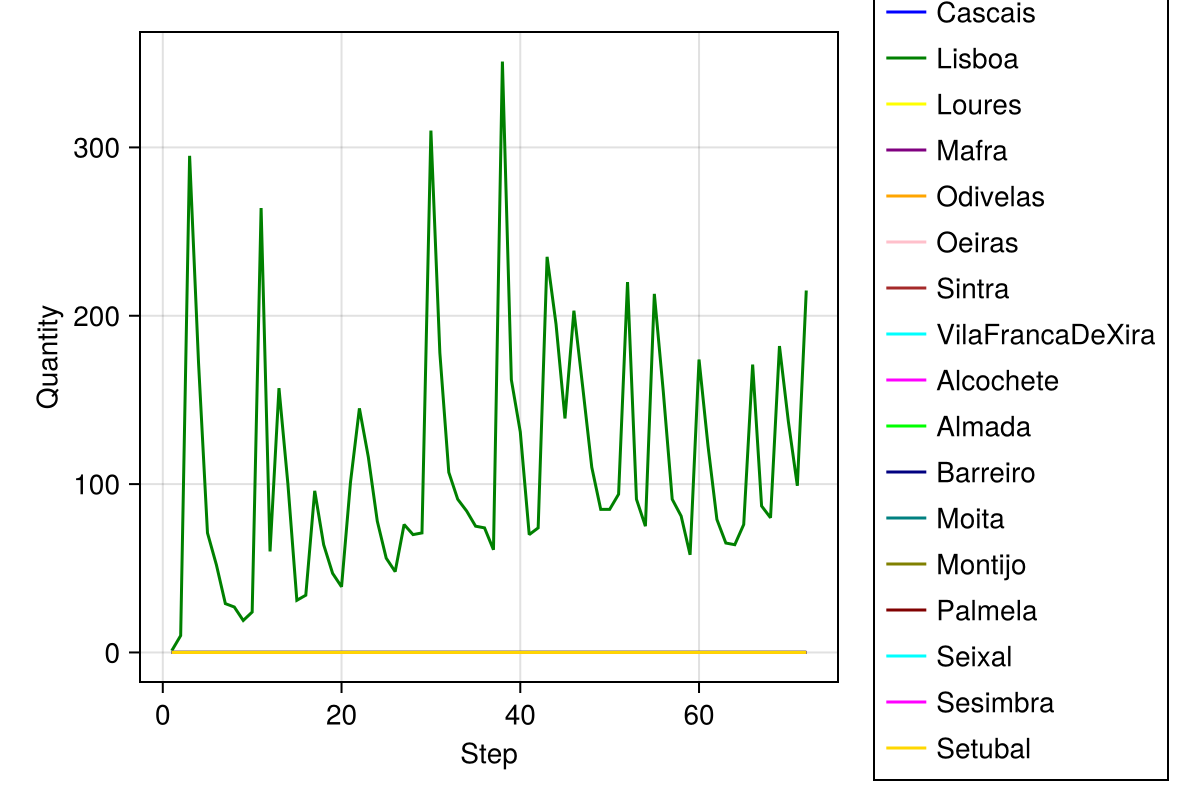 300
200
100
0
Quantity
0 20 40 60
Step
Cascais
Lisboa
Loures
Mafra
Odivelas
Oeiras
Sintra
VilaFrancaDeXira
Alcochete
Almada
Barreiro
Moita
Montijo
Palmela
Seixal
Sesimbra
Setubal